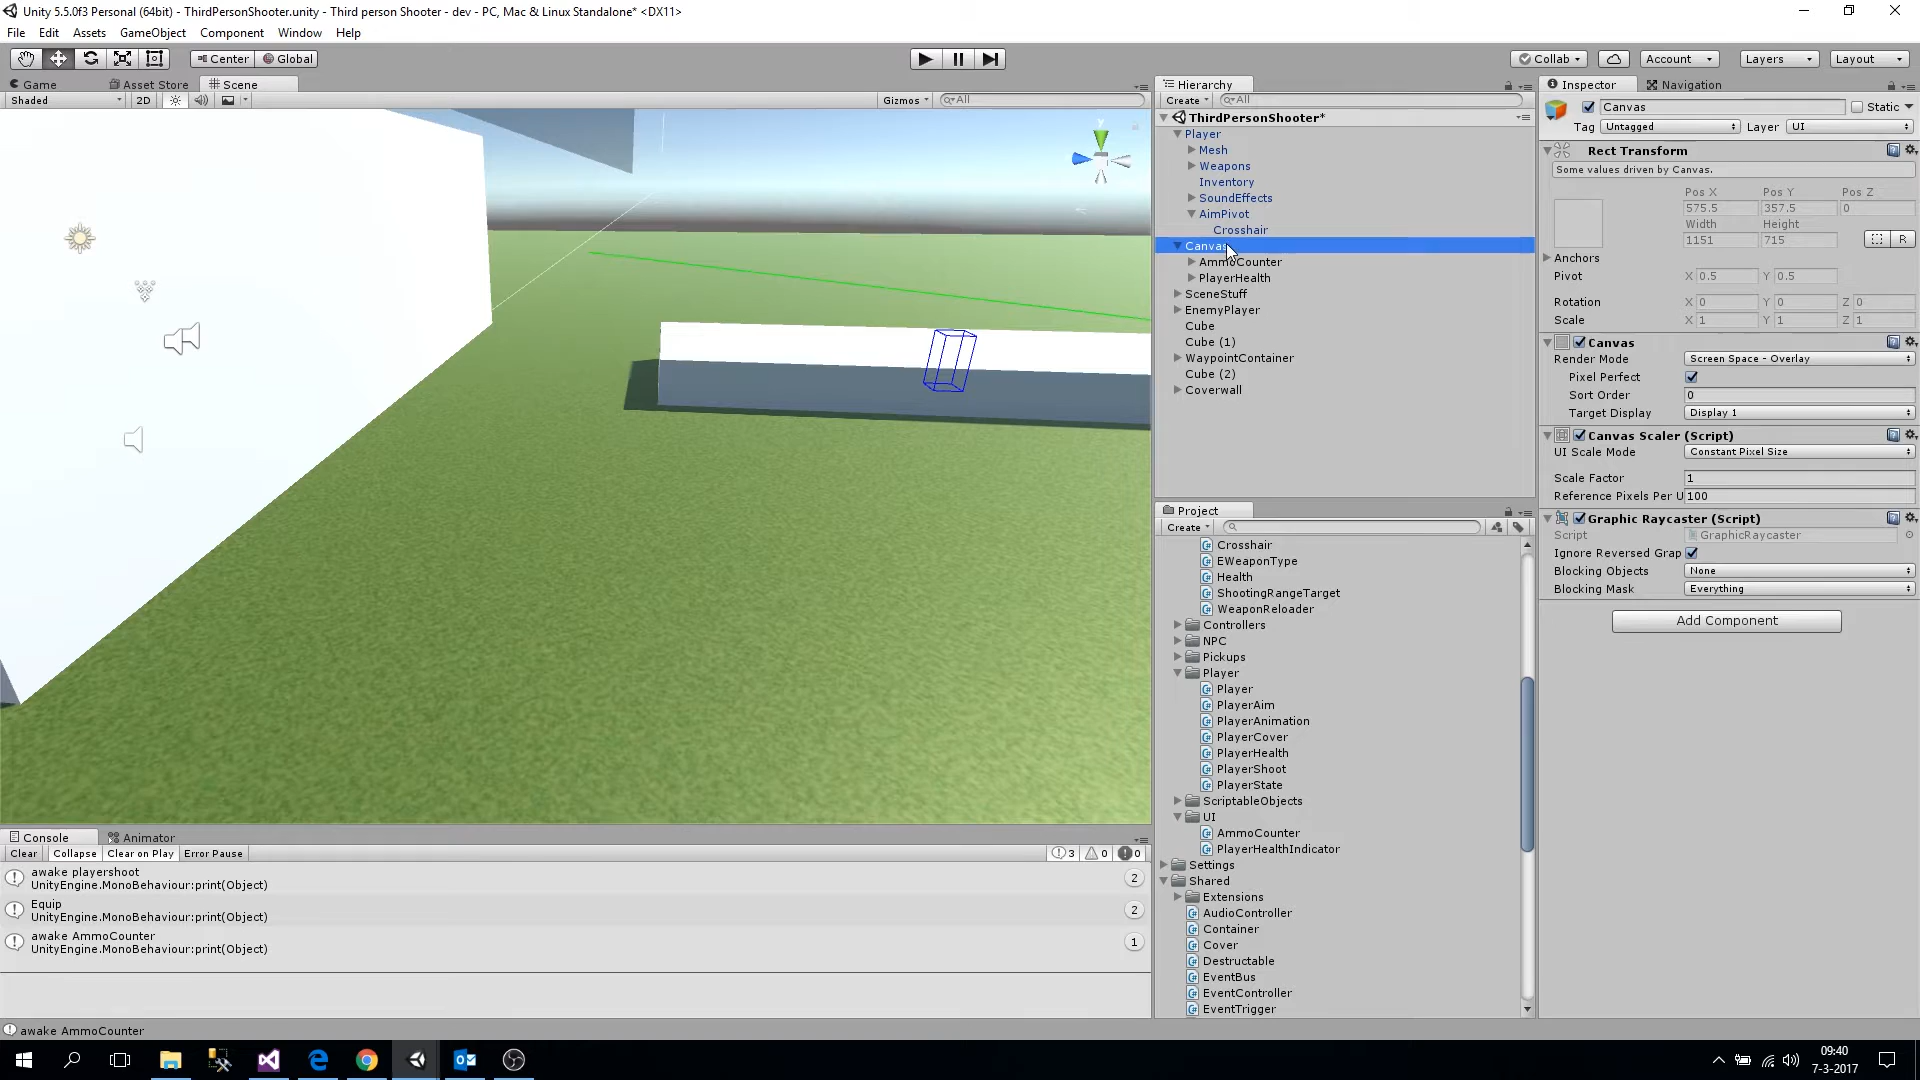 Unity 5.5.0f3 Personal (64bit) - ThirdPersonShooter.unity - Third person Shooter - dev - PC, Mac & Linux Standalone* <DX11>
File Edit Assets GameObject Component Window Help
Center Global Collab Account Layers Layout
Game Asset Store Scene
Shaded 2D Gizmos All
y
Hierarchy
Create All
ThirdPersonShooter*
Player
Mesh
Weapons
Inventory
SoundEffects
AimPivot
Crosshair
Canvas
AmmoCounter
PlayerHealth
SceneStuff
EnemyPlayer
Cube
Cube (1)
WaypointContainer
Cube (2)
Coverwall
Project
Create
Crosshair
EWeaponType
Health
ShootingRangeTarget
WeaponReloader
Controllers
NPC
Pickups
Player
Player
PlayerAim
PlayerAnimation
PlayerCover
PlayerHealth
PlayerShoot
PlayerState
ScriptableObjects
UI
AmmoCounter
PlayerHealthIndicator
Settings
Shared
Extensions
AudioController
Container
Cover
Destructable
EventBus
EventController
EventTrigger
Inspector Navigation
Canvas Static
Tag Untagged Layer UI
Rect Transform
Some values driven by Canvas.
Pos X Pos Y Pos Z
575.5 357.5 0
Width Height
1151 715 R
Anchors
Pivot X 0.5 Y 0.5
Rotation X 0 Y 0 Z 0
Scale X 1 Y 1 Z 1
Canvas
Render Mode Screen Space - Overlay
Pixel Perfect
Sort Order 0
Target Display Display 1
Canvas Scaler (Script)
UI Scale Mode Constant Pixel Size
Scale Factor 1
Reference Pixels Per U 100
Graphic Raycaster (Script)
Script GraphicRaycaster
Ignore Reversed Grap
Blocking Objects None
Blocking Mask Everything
Add Component
Console Animator
Clear Collapse Clear on Play Error Pause 3 0 0
awake playershoot
UnityEngine.MonoBehaviour:print(Object) 2
Equip
UnityEngine.MonoBehaviour:print(Object) 2
awake AmmoCounter
UnityEngine.MonoBehaviour:print(Object) 1
awake AmmoCounter
09:40
7-3-2017